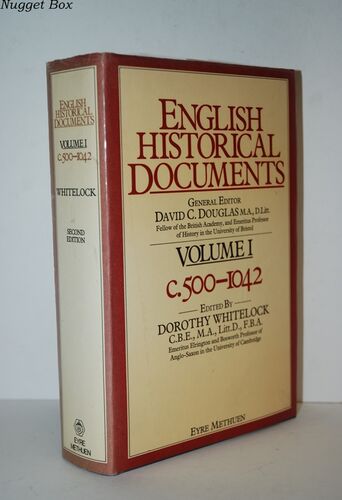 Nugget Box
ENGLISH
HISTORICAL
DOCUMENTS
VOLUME I
c.500–1042
WHITELOCK
SECOND
EDITION
EYRE
METHUEN
ENGLISH
HISTORICAL
DOCUMENTS
GENERAL EDITOR
DAVID C. DOUGLAS M.A., D.Litt.
Fellow of the British Academy, and Emeritus Professor
of History in the University of Bristol
VOLUME I
c.500–1042
EDITED BY
DOROTHY WHITELOCK
C.B.E., M.A., Litt.D., F.B.A.
Emeritus Elrington and Bosworth Professor of
Anglo-Saxon in the University of Cambridge
EYRE METHUEN